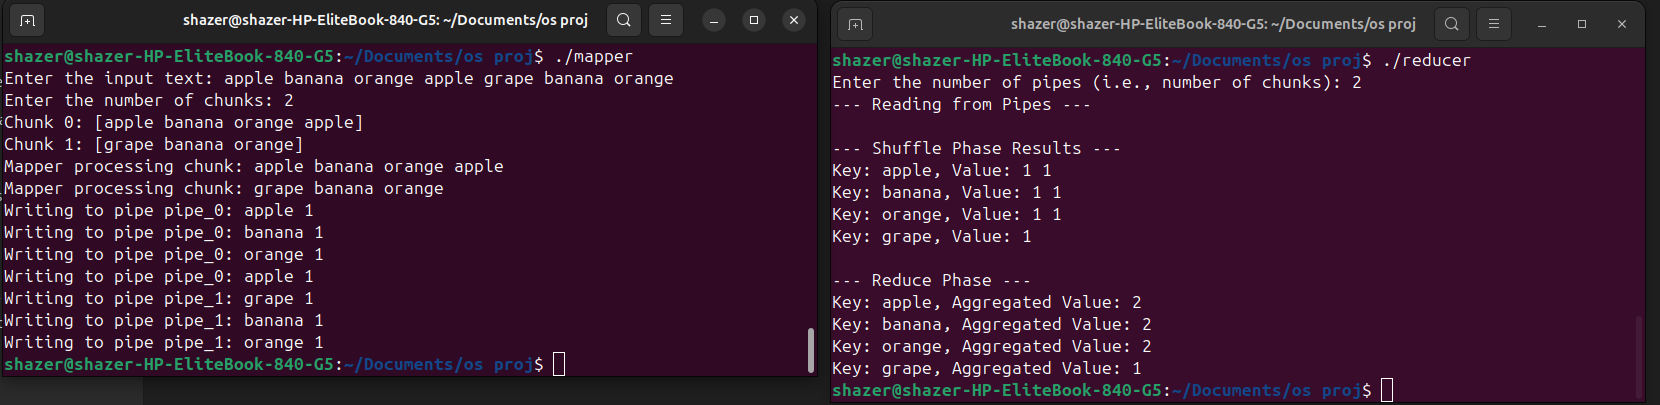 shazer@shazer-HP-EliteBook-840-G5: ~/Documents/os proj
shazer@shazer-HP-EliteBook-840-G5:~/Documents/os proj$ ./mapper
Enter the input text: apple banana orange apple grape banana orange
Enter the number of chunks: 2
Chunk 0: [apple banana orange apple]
Chunk 1: [grape banana orange]
Mapper processing chunk: apple banana orange apple
Mapper processing chunk: grape banana orange
Writing to pipe pipe_0: apple 1
Writing to pipe pipe_0: banana 1
Writing to pipe pipe_0: orange 1
Writing to pipe pipe_0: apple 1
Writing to pipe pipe_1: grape 1
Writing to pipe pipe_1: banana 1
Writing to pipe pipe_1: orange 1
shazer@shazer-HP-EliteBook-840-G5:~/Documents/os proj$
shazer@shazer-HP-EliteBook-840-G5: ~/Documents/os proj
shazer@shazer-HP-EliteBook-840-G5:~/Documents/os proj$ ./reducer
Enter the number of pipes (i.e., number of chunks): 2
--- Reading from Pipes ---
--- Shuffle Phase Results ---
Key: apple, Value: 1 1
Key: banana, Value: 1 1
Key: orange, Value: 1 1
Key: grape, Value: 1
--- Reduce Phase ---
Key: apple, Aggregated Value: 2
Key: banana, Aggregated Value: 2
Key: orange, Aggregated Value: 2
Key: grape, Aggregated Value: 1
shazer@shazer-HP-EliteBook-840-G5:~/Documents/os proj$